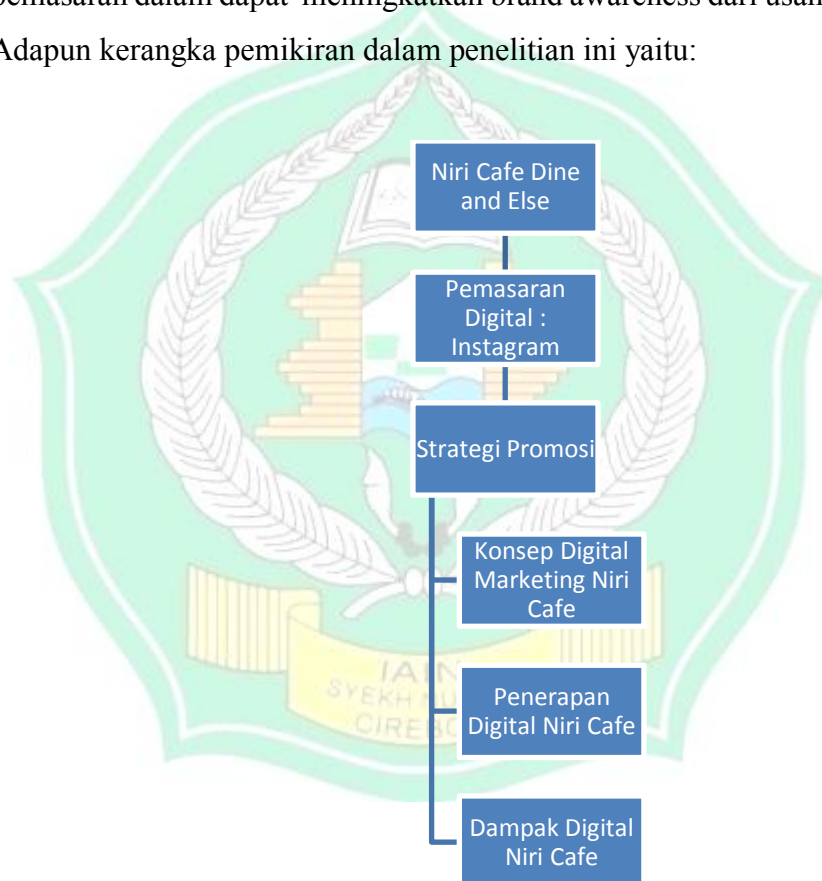 pemasaran dalam dapat meningkatkan brand awareness dari
Adapun kerangka pemikiran dalam penelitian ini yaitu:
Niri Cafe Dine
and Else
Pemasaran
Digital :
Instagram
Strategi Promosi
Konsep Digital
Marketing Niri
Cafe
Penerapan
Digital Niri Cafe
Dampak Digital
Niri Cafe
IAIN
SYEKH